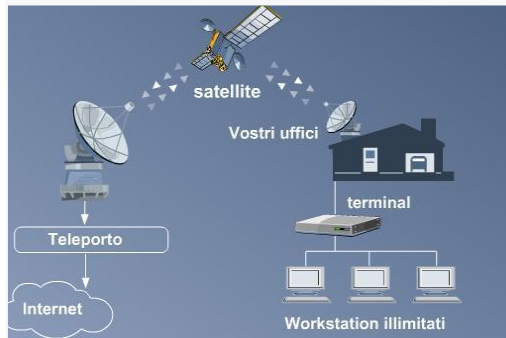 satellite
Vostri uffici
terminal
Teleporto
Internet
Workstation illimitati